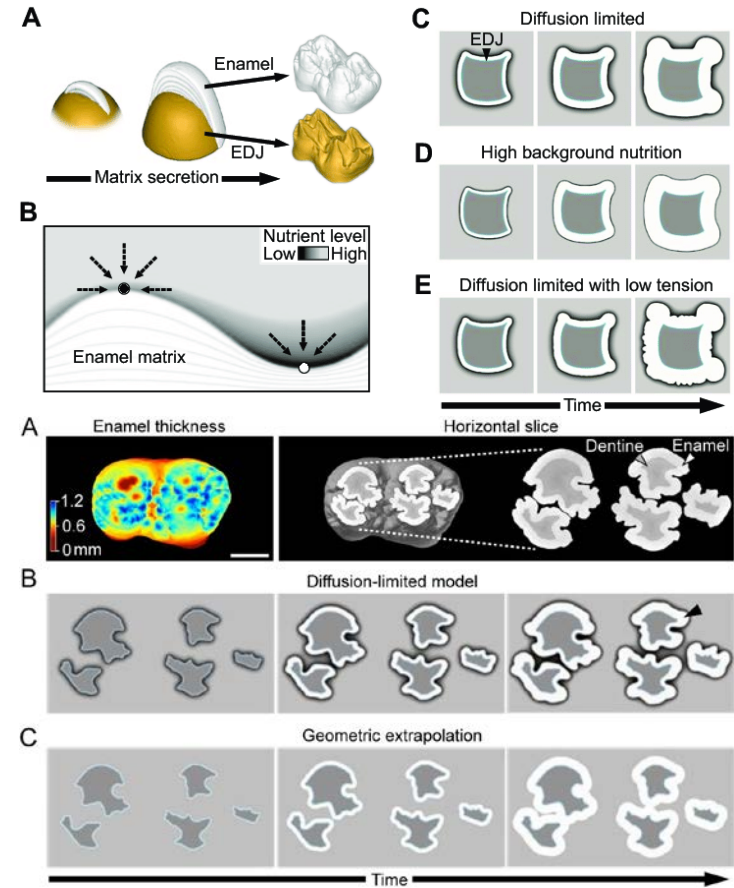 A
Enamel
EDJ
Matrix secretion
B
Nutrient level
Low High
Enamel matrix
C
Diffusion limited
EDJ
D
High background nutrition
E
Diffusion limited with low tension
Time
A
Enamel thickness
1.2
0.6
0 mm
Horizontal slice
Dentine Enamel
B
Diffusion-limited model
C
Geometric extrapolation
Time